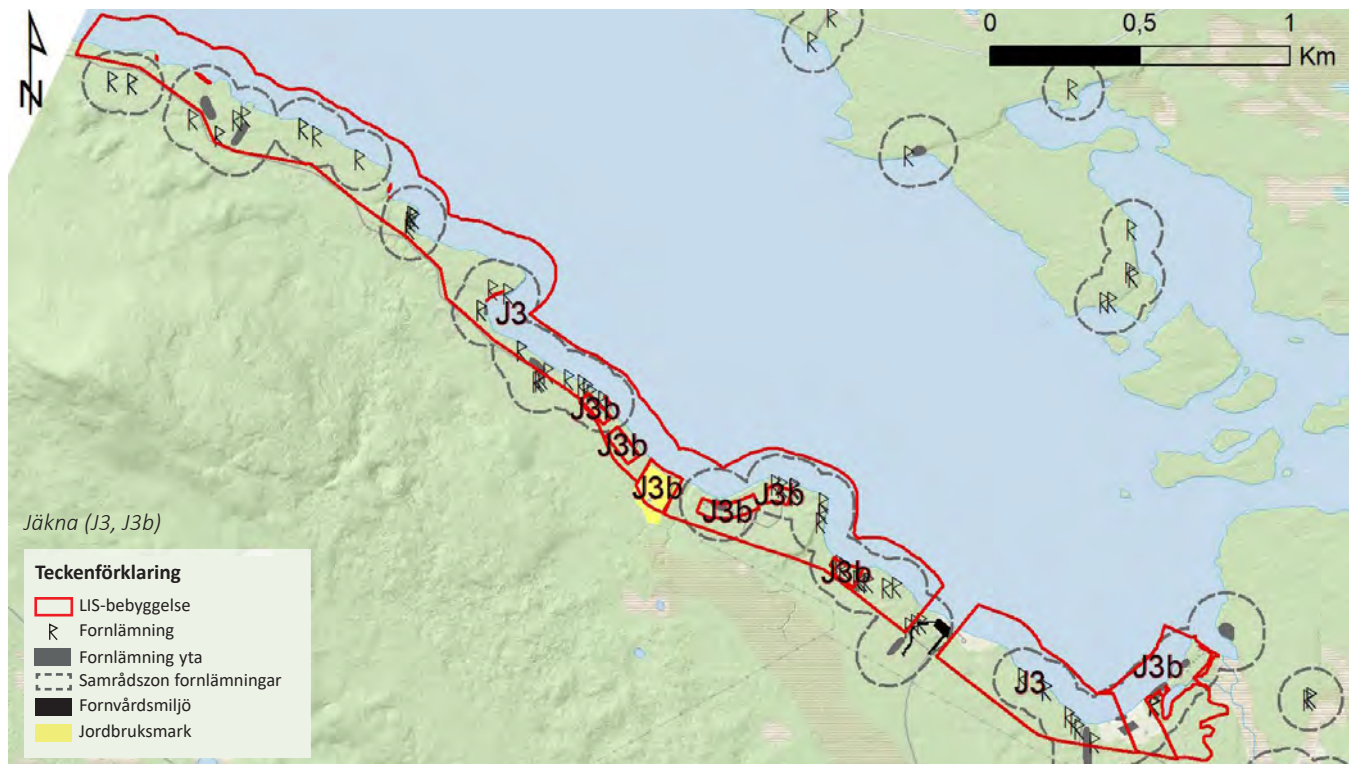 0 0,5 1
Km
N
J3
J3b
J3b
J3b
J3b
J3b
J3b
J3
J3b
Jäkna (J3, J3b)
Teckenförklaring
LIS-bebyggelse
Fornlämning
Fornlämning yta
Samrådszon fornlämningar
Fornvårdsmiljö
Jordbruksmark